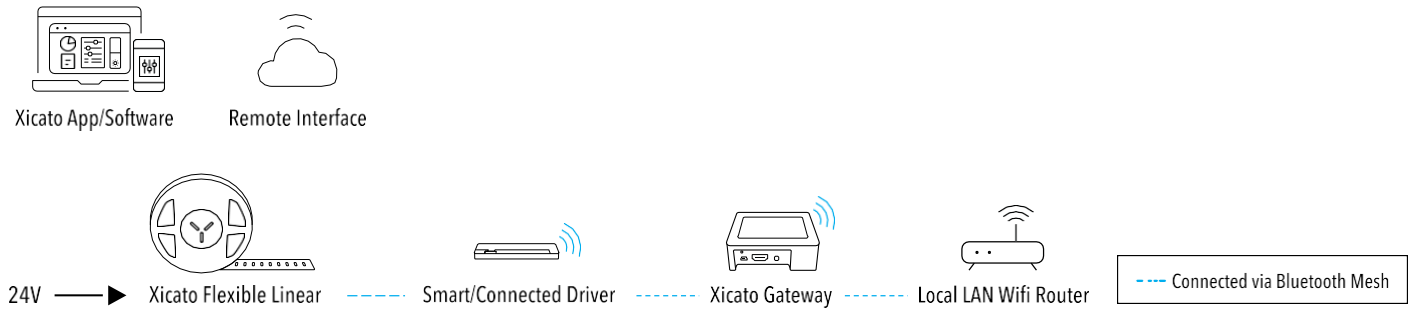 Xicato App/Software
Remote Interface
24V
Xicato Flexible Linear
Smart/Connected Driver
Xicato Gateway
Local LAN Wifi Router
Connected via Bluetooth Mesh